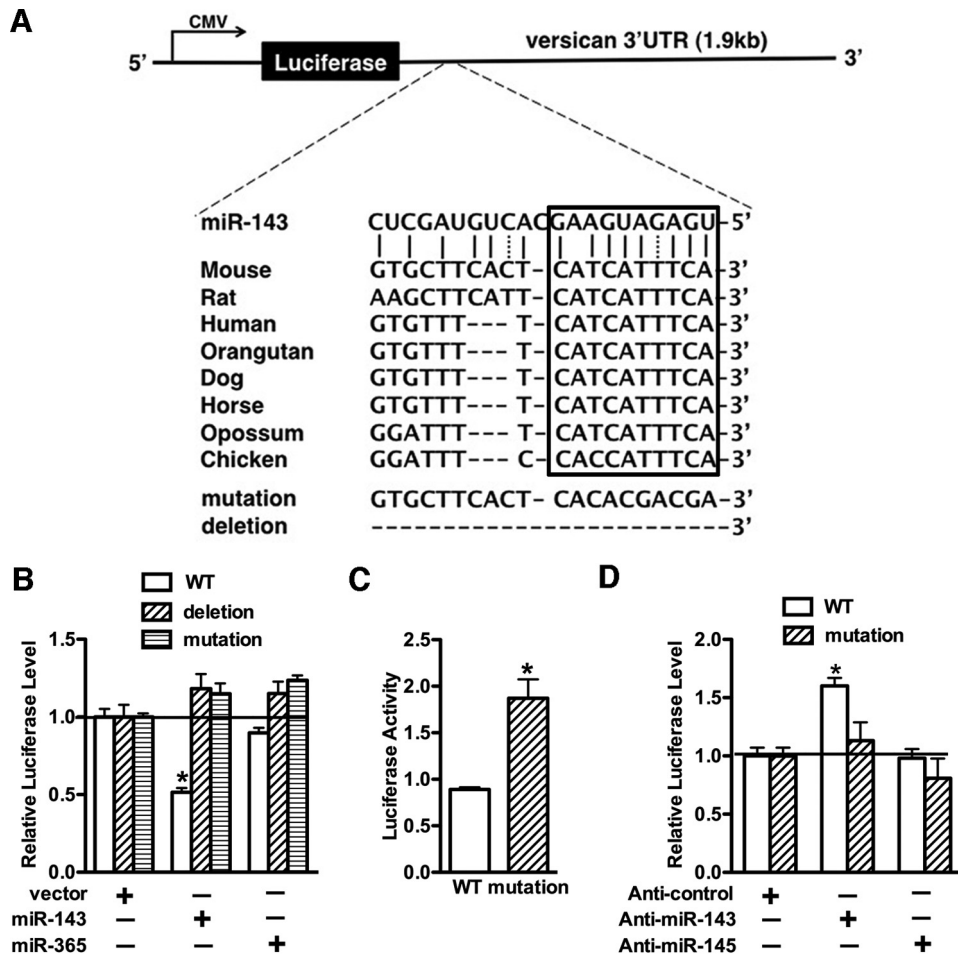 A
CMV
versican 3'UTR (1.9kb)
5' Luciferase 3'
miR-143 CUCGAUGUCACGAAGUAGAGU-5'
Mouse GTGCTTCACT-CATCATTTCA-3'
Rat AAGCTTCATT-CATCATTTCA-3'
Human GTGTTT---T-CATCATTTCA-3'
Orangutan GTGTTT---T-CATCATTTCA-3'
Dog GTGTTT---T-CATCATTTCA-3'
Horse GTGTTT---T-CATCATTTCA-3'
Opossum GGATTT---T-CATCATTTCA-3'
Chicken GGATTT---C-CACCATTTCA-3'
mutation GTGCTTCACT-CACACGACGA-3'
deletion ---------------------------3'
B
WT
deletion
mutation
Relative Luciferase Level
1.5
1.0
0.5
0.0
*
vector + – –
miR-143 – + –
miR-365 – – +
C
Luciferase Activity
2.5
2.0
1.5
1.0
0.5
0.0
*
WT mutation
D
WT
mutation
Relative Luciferase Level
2.0
1.5
1.0
0.5
0.0
*
Anti-control + – –
Anti-miR-143 – + –
Anti-miR-145 – – +